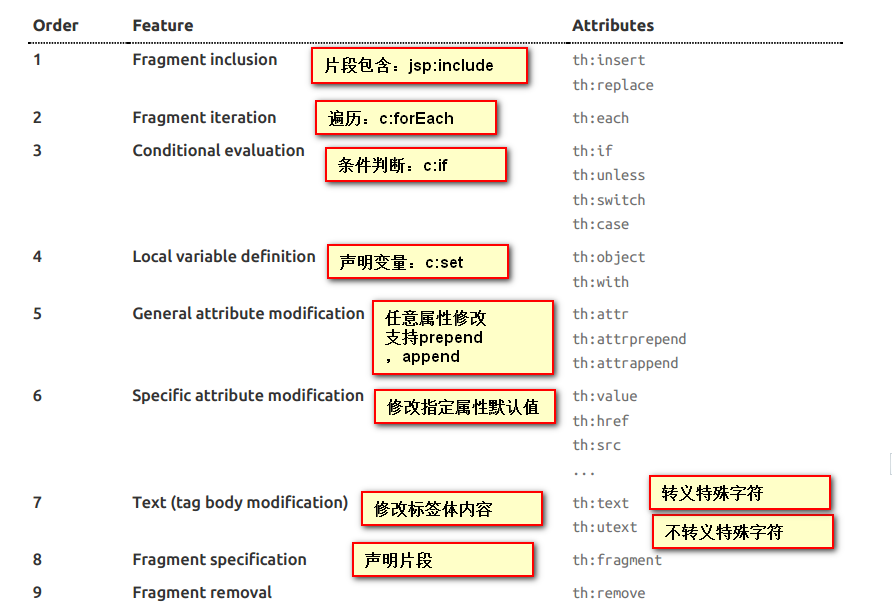 Order Feature Attributes
1 Fragment inclusion 片段包含：jsp:include th:insert
th:replace
2 Fragment iteration 遍历：c:forEach th:each
3 Conditional evaluation 条件判断：c:if th:if
th:unless
th:switch
th:case
4 Local variable definition 声明变量：c:set th:object
th:with
5 General attribute modification 任意属性修改 th:attr
支持prepend th:attrprepend
，append th:attrappend
6 Specific attribute modification 修改指定属性默认值 th:value
th:href
th:src
...
7 Text (tag body modification) 修改标签体内容 th:text 转义特殊字符
th:utext 不转义特殊字符
8 Fragment specification 声明片段 th:fragment
9 Fragment removal th:remove